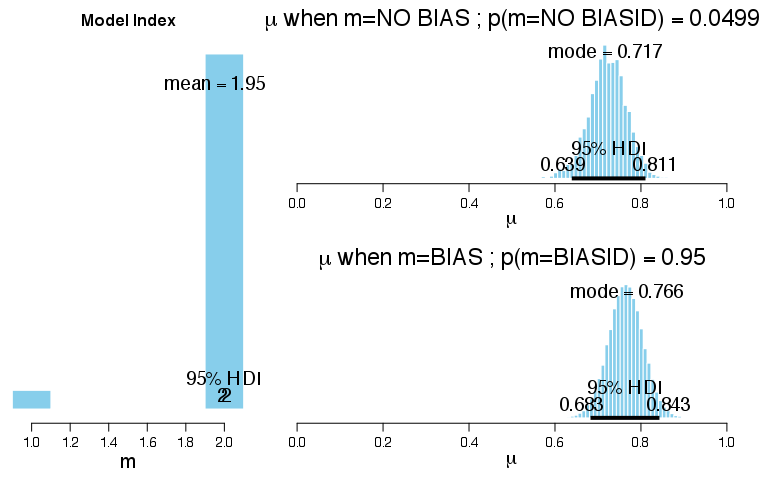 Model Index
mean = 1.95
95% HDI
2 2
1.0 1.2 1.4 1.6 1.8 2.0
m
μ when m=NO BIAS ; p(m=NO BIASID) = 0.0499
mode = 0.717
95% HDI
0.639 0.811
0.0 0.2 0.4 0.6 0.8 1.0
μ
μ when m=BIAS ; p(m=BIASID) = 0.95
mode = 0.766
95% HDI
0.683 0.843
0.0 0.2 0.4 0.6 0.8 1.0
μ